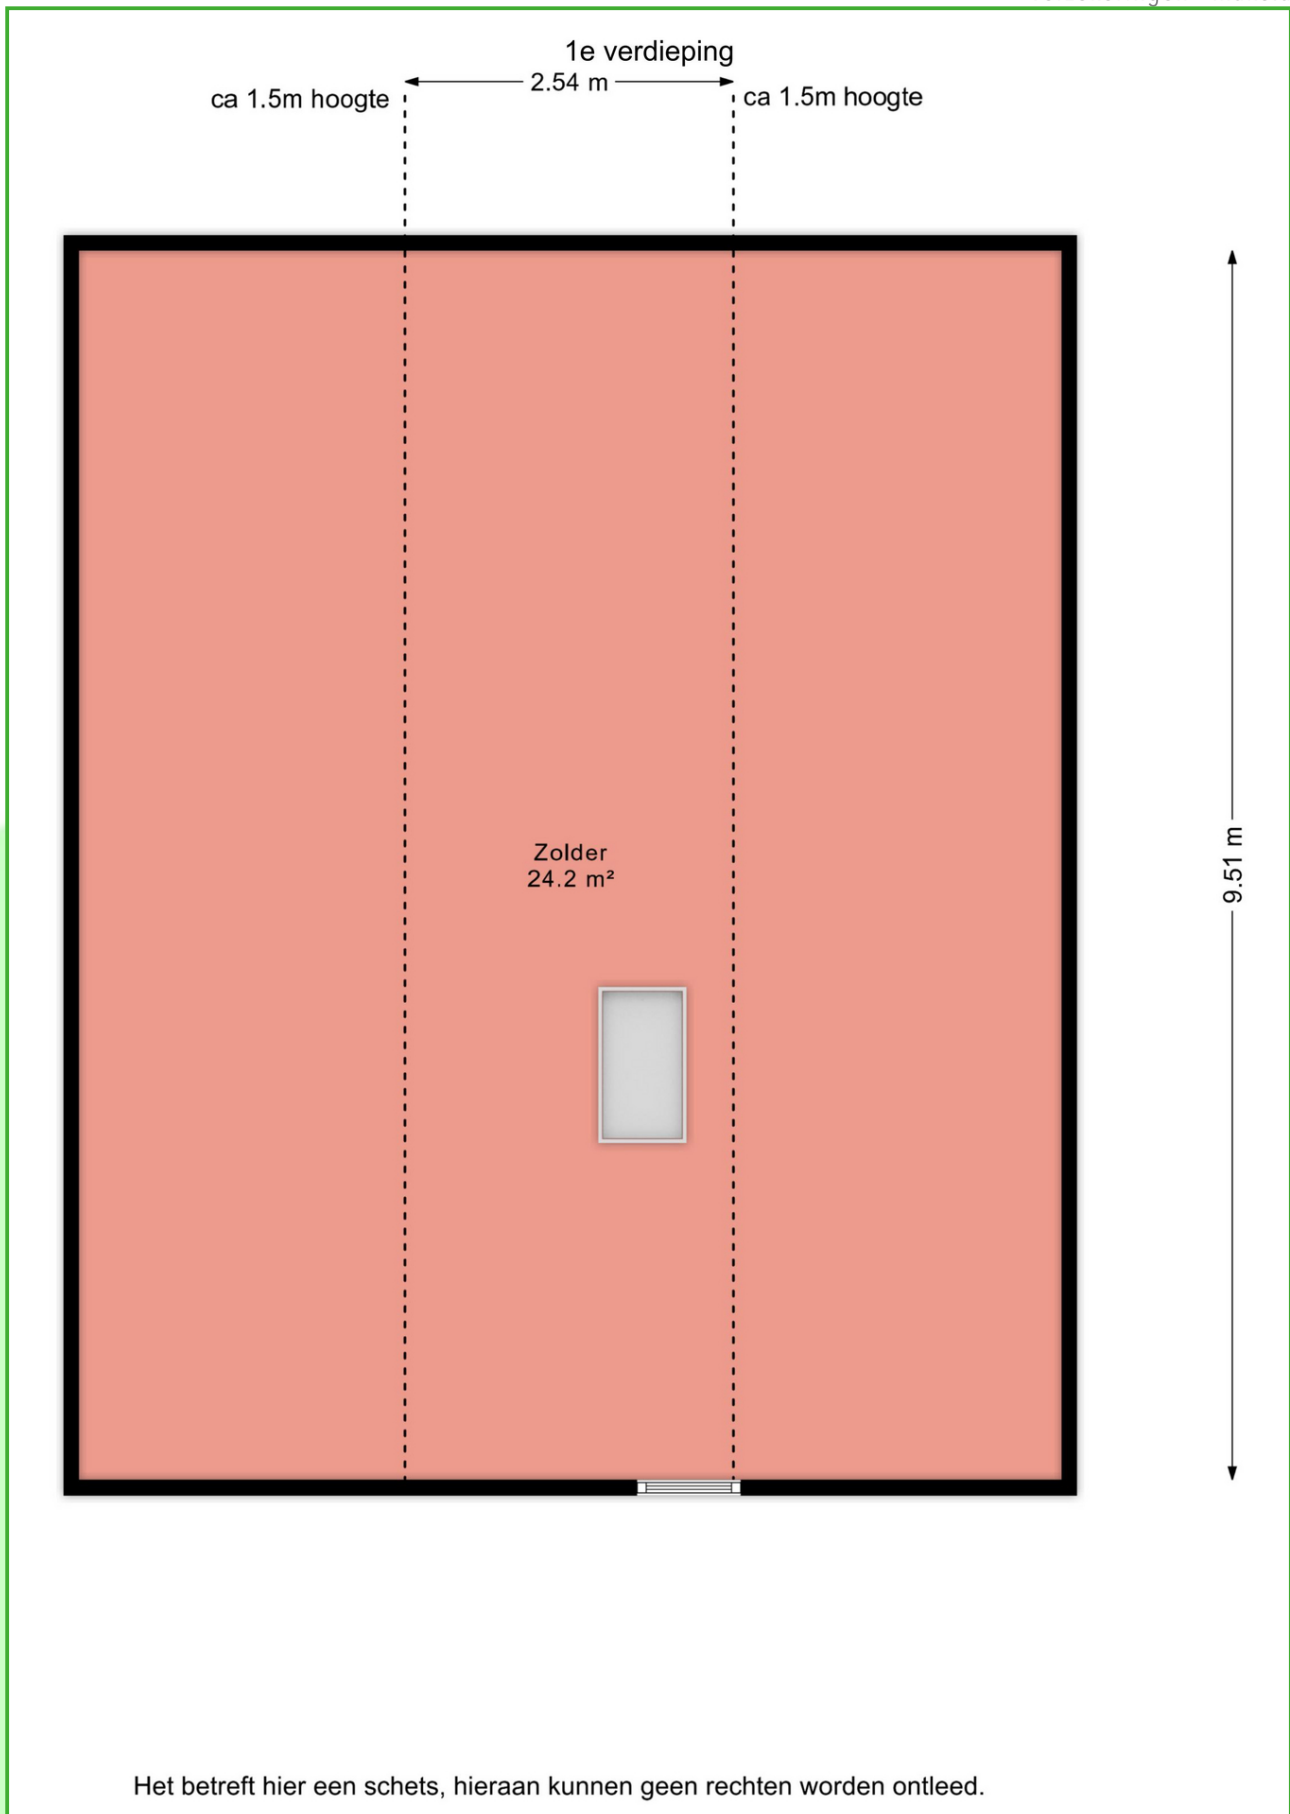 1e verdieping
2.54 m
ca 1.5m hoogte
ca 1.5m hoogte
Zolder
24.2 m²
9.51 m
Het betreft hier een schets, hieraan kunnen geen rechten worden ontleed.